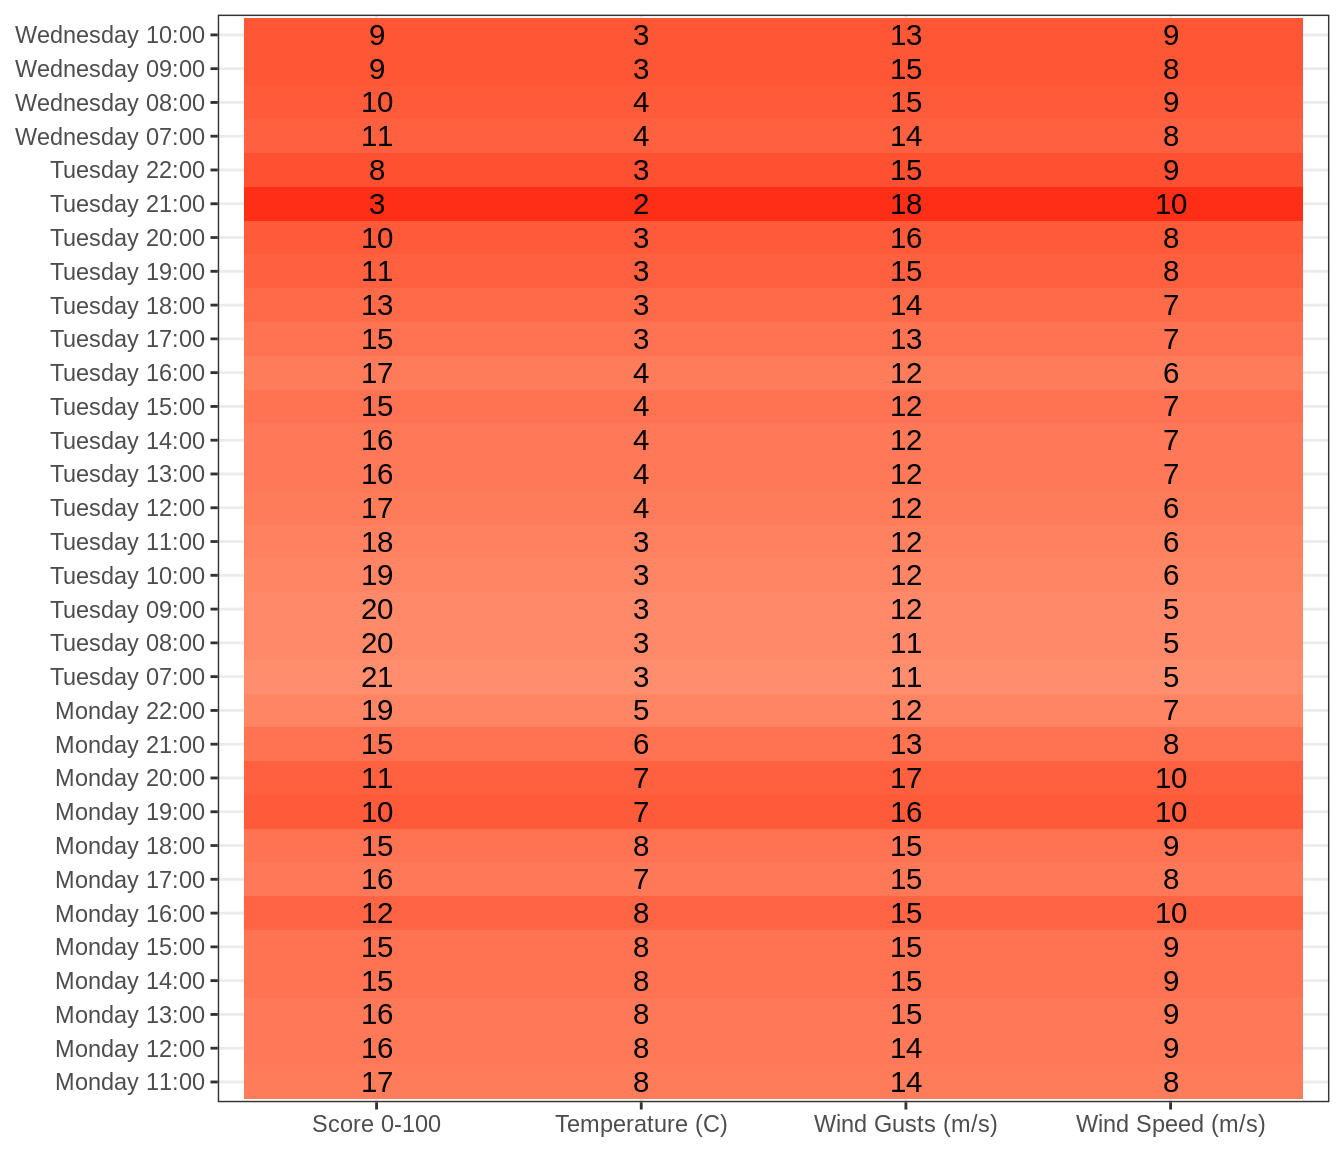 Wednesday 10:00 9 3 13 9
Wednesday 09:00 9 3 15 8
Wednesday 08:00 10 4 15 9
Wednesday 07:00 11 4 14 8
Tuesday 22:00 8 3 15 9
Tuesday 21:00 3 2 18 10
Tuesday 20:00 10 3 16 8
Tuesday 19:00 11 3 15 8
Tuesday 18:00 13 3 14 7
Tuesday 17:00 15 3 13 7
Tuesday 16:00 17 4 12 6
Tuesday 15:00 15 4 12 7
Tuesday 14:00 16 4 12 7
Tuesday 13:00 16 4 12 7
Tuesday 12:00 17 4 12 6
Tuesday 11:00 18 3 12 6
Tuesday 10:00 19 3 12 6
Tuesday 09:00 20 3 12 5
Tuesday 08:00 20 3 11 5
Tuesday 07:00 21 3 11 5
Monday 22:00 19 5 12 7
Monday 21:00 15 6 13 8
Monday 20:00 11 7 17 10
Monday 19:00 10 7 16 10
Monday 18:00 15 8 15 9
Monday 17:00 16 7 15 8
Monday 16:00 12 8 15 10
Monday 15:00 15 8 15 9
Monday 14:00 15 8 15 9
Monday 13:00 16 8 15 9
Monday 12:00 16 8 14 9
Monday 11:00 17 8 14 8
Score 0-100 Temperature (C) Wind Gusts (m/s) Wind Speed (m/s)